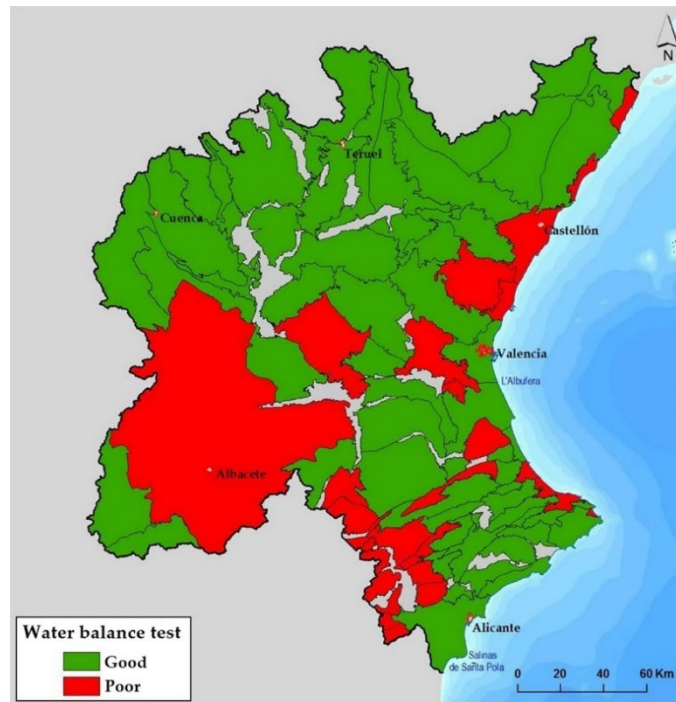 N
Teruel
Cuenca
Castellón
Valencia
L'Albufera
Albacete
Alicante
Salinas
de Santa Pola
Water balance test
Good
Poor
0 20 40 60 Km